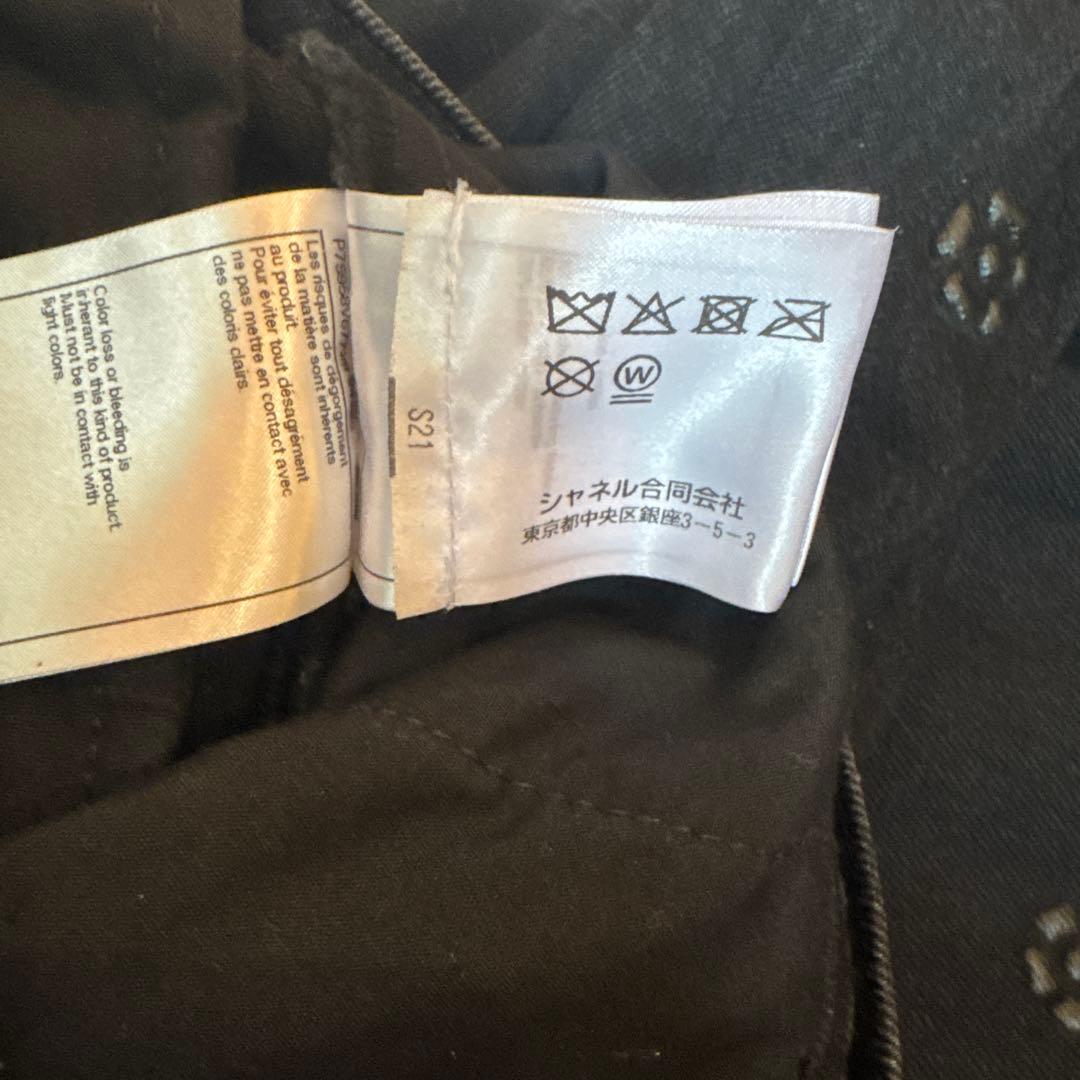 Les risques de dégorgement
de la matière sont inhérents
au produit.
Pour éviter tout désagrément
ne pas mettre en contact avec
des coloris clairs.
Color loss or bleeding is
inherant to this kind of product.
Must not be in contact with
light colors.
S21
W
シャネル合同会社
東京都中央区銀座3-5-3